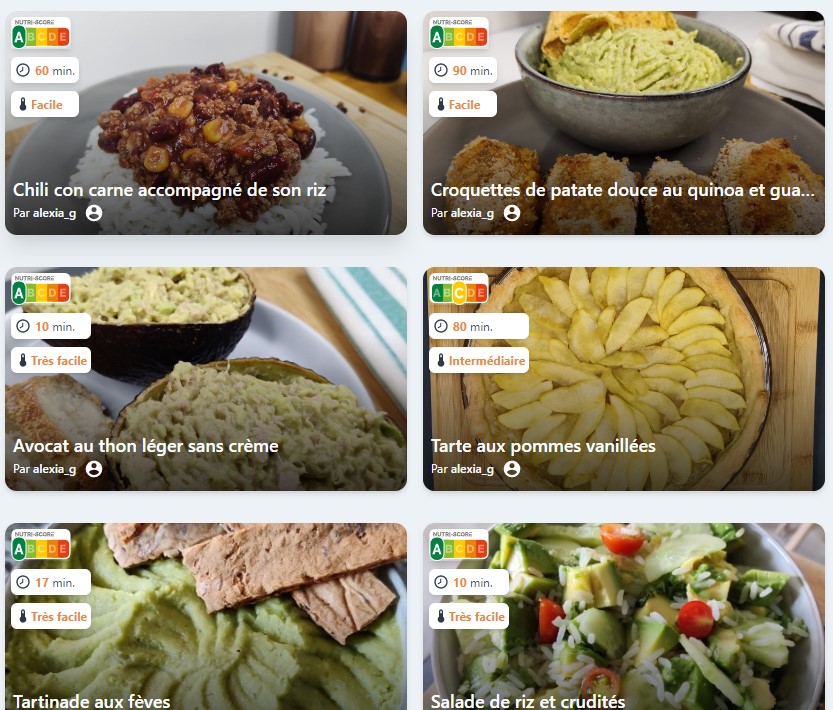 NUTRI-SCORE
A B C D E
60 min.
Facile
Chili con carne accompagné de son riz
Par alexia_g
NUTRI-SCORE
A B C D E
90 min.
Facile
Croquettes de patate douce au quinoa et gua...
Par alexia_g
NUTRI-SCORE
A B C D E
10 min.
Très facile
Avocat au thon léger sans crème
Par alexia_g
NUTRI-SCORE
A B C D E
80 min.
Intermédiaire
Tarte aux pommes vanillées
Par alexia_g
NUTRI-SCORE
A B C D E
17 min.
Très facile
Tartinade aux fèves
NUTRI-SCORE
A B C D E
10 min.
Très facile
Salade de riz et crudités